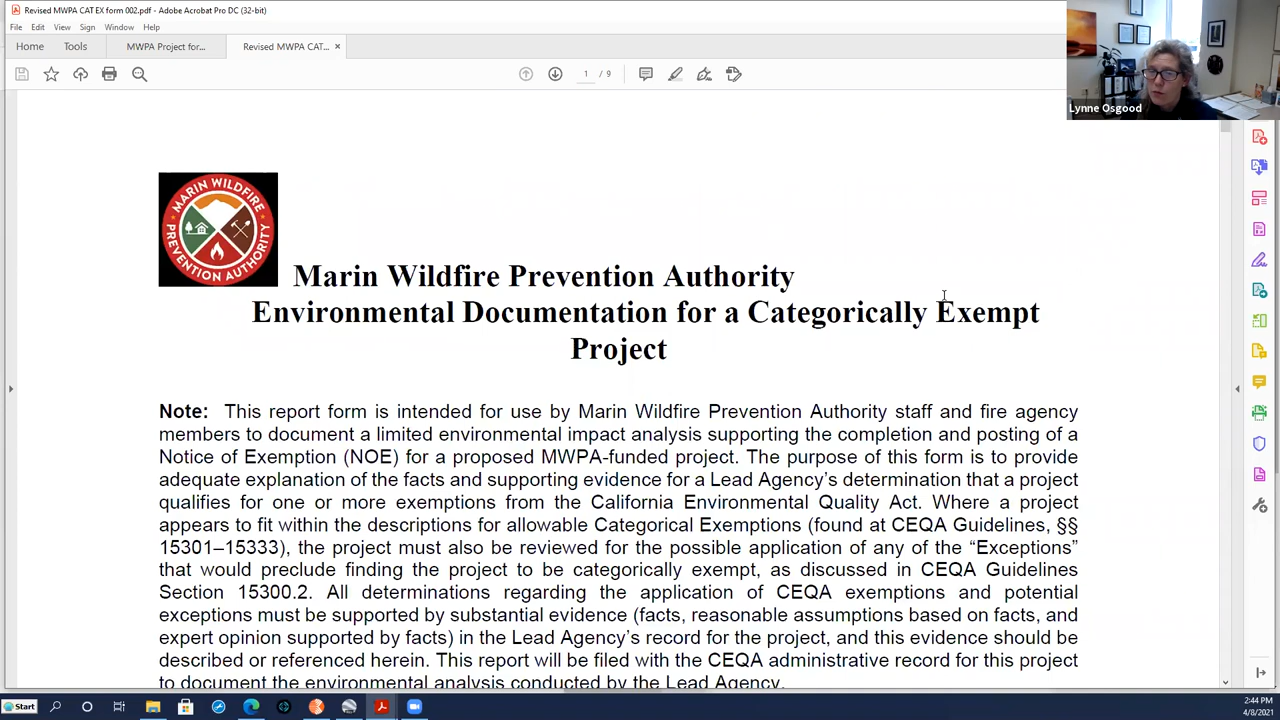 Revised MWPA CAT EX form 002.pdf - Adobe Acrobat Pro DC (32-bit)
File Edit View Sign Window Help
Home Tools MWPA Project for... Revised MWPA CAT... ×
1 / 9
Lynne Osgood
MARIN WILDFIRE
PREVENTION AUTHORITY
Marin Wildfire Prevention Authority
Environmental Documentation for a Categorically Exempt
Project
Note: This report form is intended for use by Marin Wildfire Prevention Authority staff and fire agency
members to document a limited environmental impact analysis supporting the completion and posting of a
Notice of Exemption (NOE) for a proposed MWPA-funded project. The purpose of this form is to provide
adequate explanation of the facts and supporting evidence for a Lead Agency's determination that a project
qualifies for one or more exemptions from the California Environmental Quality Act. Where a project
appears to fit within the descriptions for allowable Categorical Exemptions (found at CEQA Guidelines, §§
15301–15333), the project must also be reviewed for the possible application of any of the “Exceptions”
that would preclude finding the project to be categorically exempt, as discussed in CEQA Guidelines
Section 15300.2. All determinations regarding the application of CEQA exemptions and potential
exceptions must be supported by substantial evidence (facts, reasonable assumptions based on facts, and
expert opinion supported by facts) in the Lead Agency's record for the project, and this evidence should be
described or referenced herein. This report will be filed with the CEQA administrative record for this project
to document the environmental analysis conducted by the Lead Agency.
Start
2:44 PM
4/8/2021